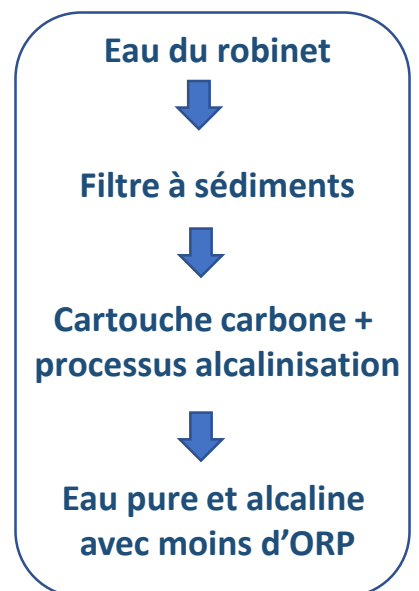 Eau du robinet
Filtre à sédiments
Cartouche carbone +
processus alcalinisation
Eau pure et alcaline
avec moins d’ORP